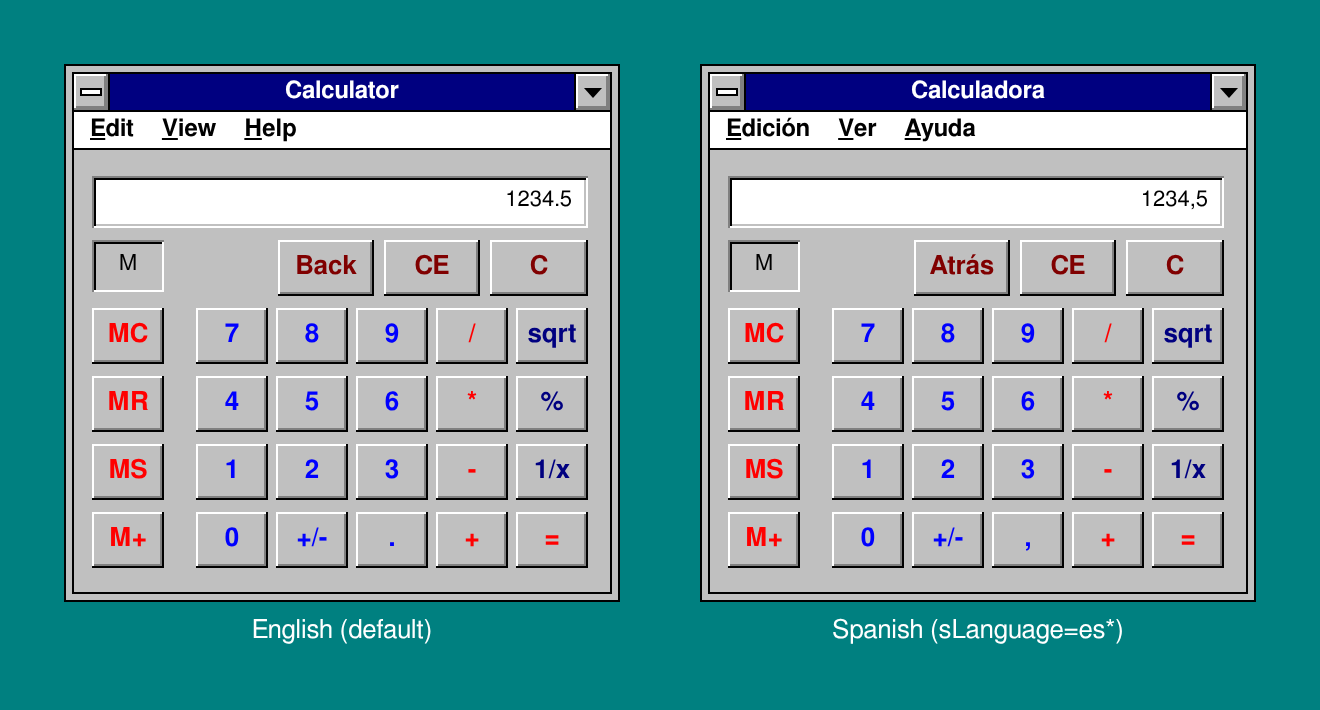 Calculator
Edit View Help
1234.5
M Back CE C
MC 7 8 9 / sqrt
MR 4 5 6 * %
MS 1 2 3 - 1/x
M+ 0 +/- . + =
English (default)
Calculadora
Edición Ver Ayuda
1234,5
M Atrás CE C
MC 7 8 9 / sqrt
MR 4 5 6 * %
MS 1 2 3 - 1/x
M+ 0 +/- , + =
Spanish (sLanguage=es*)